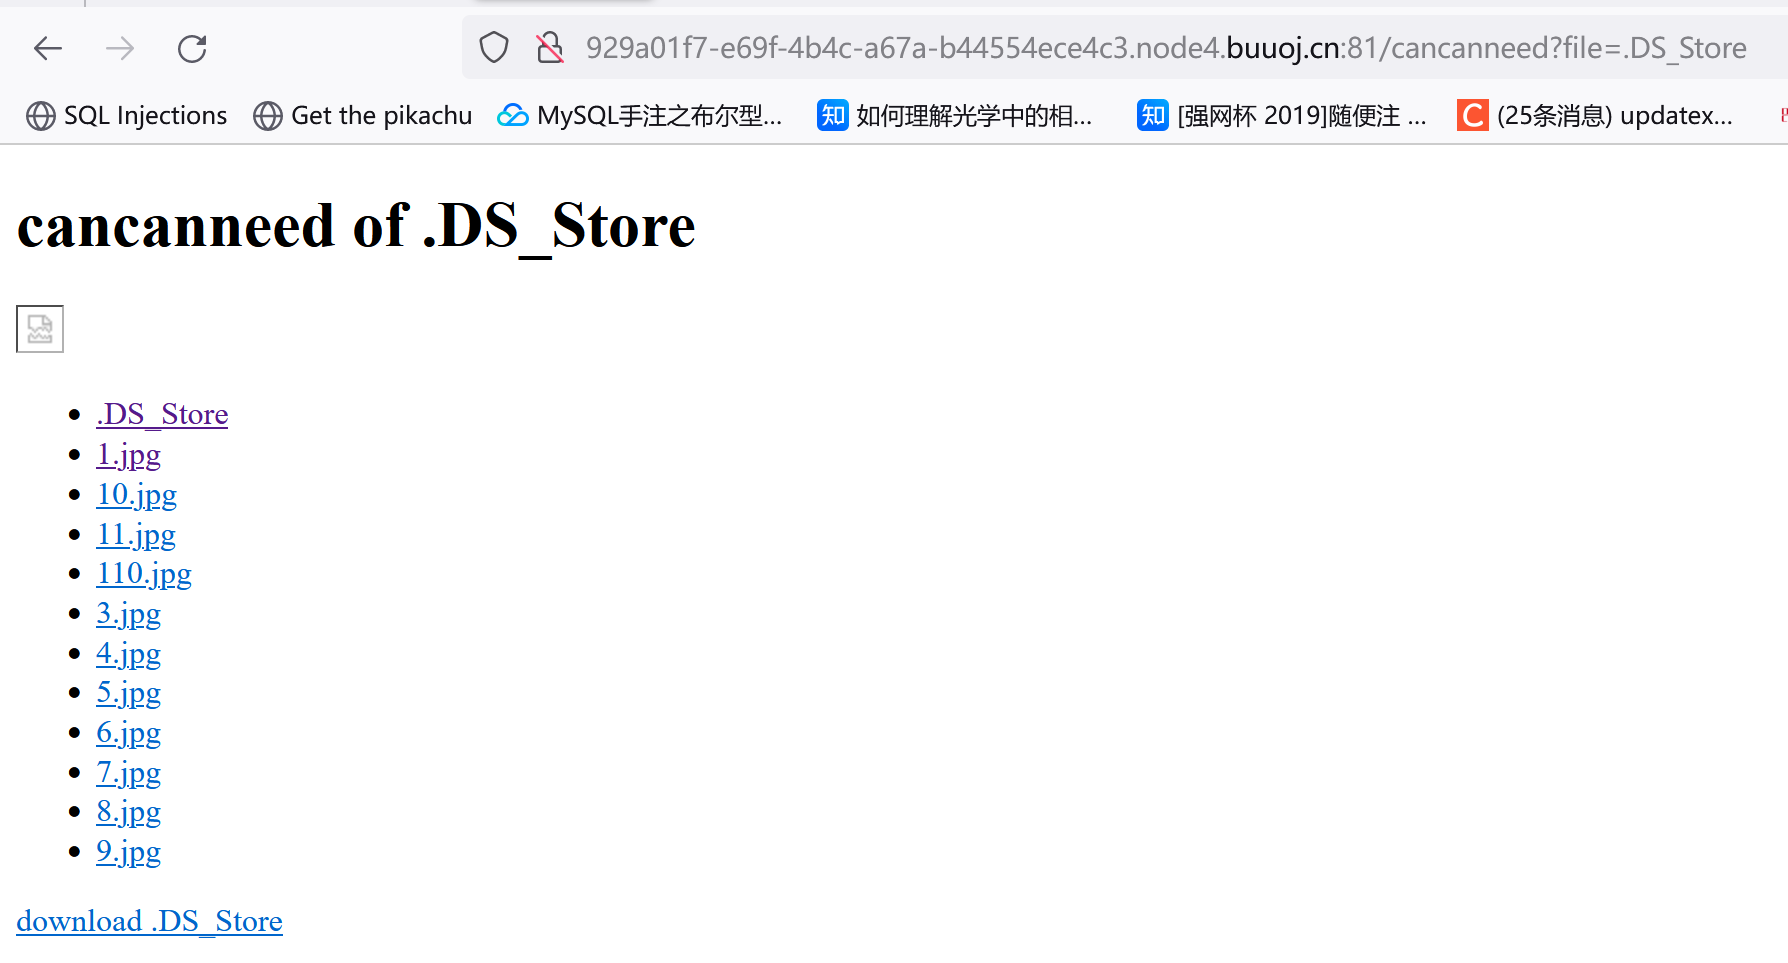 929a01f7-e69f-4b4c-a67a-b44554ece4c3.node4.buuoj.cn:81/cancanneed?file=.DS_Store
SQL Injections Get the pikachu MySQL手注之布尔型... 知 如何理解光学中的相... 知 [强网杯 2019]随便注 ... C (25条消息) updatex...
cancanneed of .DS_Store
.DS_Store
1.jpg
10.jpg
11.jpg
110.jpg
3.jpg
4.jpg
5.jpg
6.jpg
7.jpg
8.jpg
9.jpg
download .DS_Store